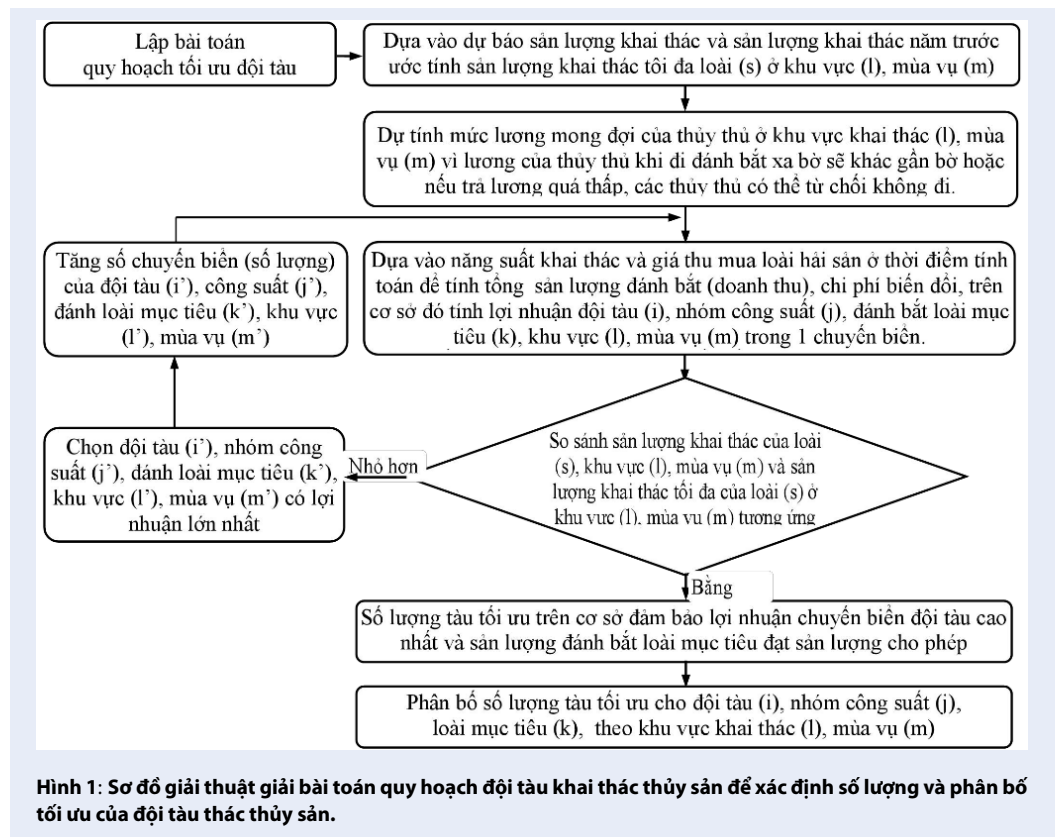 Lập bài toán
quy hoạch tối ưu đội tàu
Dựa vào dự báo sản lượng khai thác và sản lượng khai thác năm trước
ước tính sản lượng khai thác tôi đa loài (s) ở khu vực (l), mùa vụ (m)
Dự tính mức lương mong đợi của thủy thủ ở khu vực khai thác (l), mùa
vụ (m) vì lương của thủy thủ khi đi đánh bắt xa bờ sẽ khác gần bờ hoặc
nếu trả lương quá thấp, các thủy thủ có thể từ chối không đi.
Tăng số chuyến biển (số lượng)
của đội tàu (i’), công suất (j’),
đánh loài mục tiêu (k’), khu vực
(l’), mùa vụ (m’)
Dựa vào năng suất khai thác và giá thu mua loài hải sản ở thời điểm tính
toán để tính tổng sản lượng đánh bắt (doanh thu), chi phí biến đổi, trên
cơ sở đó tính lợi nhuận đội tàu (i), nhóm công suất (j), đánh bắt loài mục
tiêu (k), khu vực (l), mùa vụ (m) trong 1 chuyến biển.
Chọn đội tàu (i’), nhóm công
suất (j’), đánh loài mục tiêu (k’),
khu vực (l’), mùa vụ (m’) có lợi
nhuận lớn nhất
Nhỏ hơn
So sánh sản lượng khai thác của loài
(s), khu vực (l), mùa vụ (m) và sản
lượng khai thác tối đa của loài (s) ở
khu vực (l), mùa vụ (m) tương ứng
Bằng
Số lượng tàu tối ưu trên cơ sở đảm bảo lợi nhuận chuyến biển đội tàu cao
nhất và sản lượng đánh bắt loài mục tiêu đạt sản lượng cho phép
Phân bố số lượng tàu tối ưu cho đội tàu (i), nhóm công suất (j),
loài mục tiêu (k), theo khu vực khai thác (l), mùa vụ (m)
Hình 1: Sơ đồ giải thuật giải bài toán quy hoạch đội tàu khai thác thủy sản để xác định số lượng và phân bố
tối ưu của đội tàu thác thủy sản.